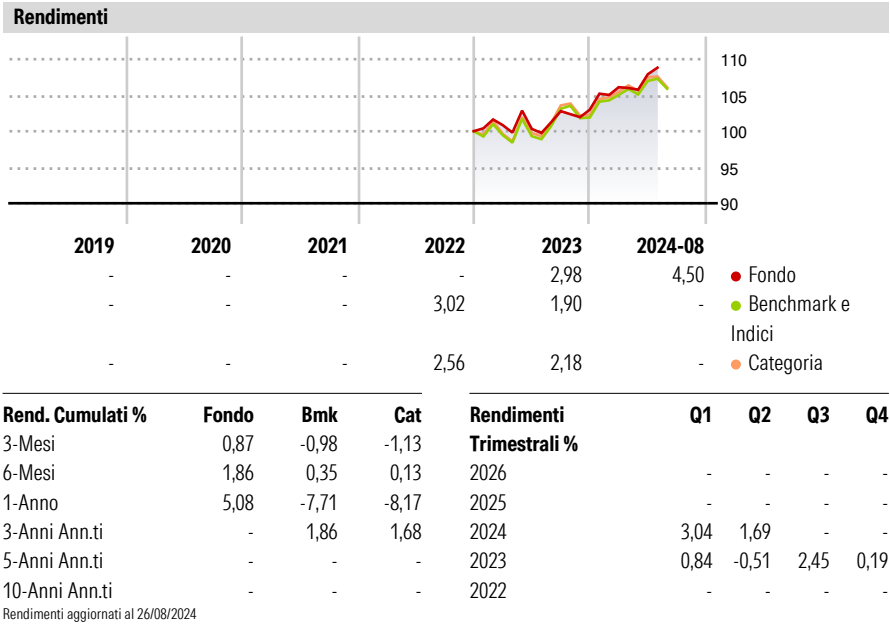 Rendimenti
110
105
100
95
90
2019 2020 2021 2022 2023 2024-08
- - - - 2,98 4,50 Fondo
- - - 3,02 1,90 - Benchmark e
Indici
- - - 2,56 2,18 - Categoria
Rend. Cumulati % Fondo Bmk Cat
3-Mesi 0,87 -0,98 -1,13
6-Mesi 1,86 0,35 0,13
1-Anno 5,08 -7,71 -8,17
3-Anni Ann.ti - 1,86 1,68
5-Anni Ann.ti - - -
10-Anni Ann.ti - - -
Rendimenti Q1 Q2 Q3 Q4
Trimestrali %
2026 - - - -
2025 - - - -
2024 3,04 1,69 - -
2023 0,84 -0,51 2,45 0,19
2022 - - - -
Rendimenti aggiornati al 26/08/2024